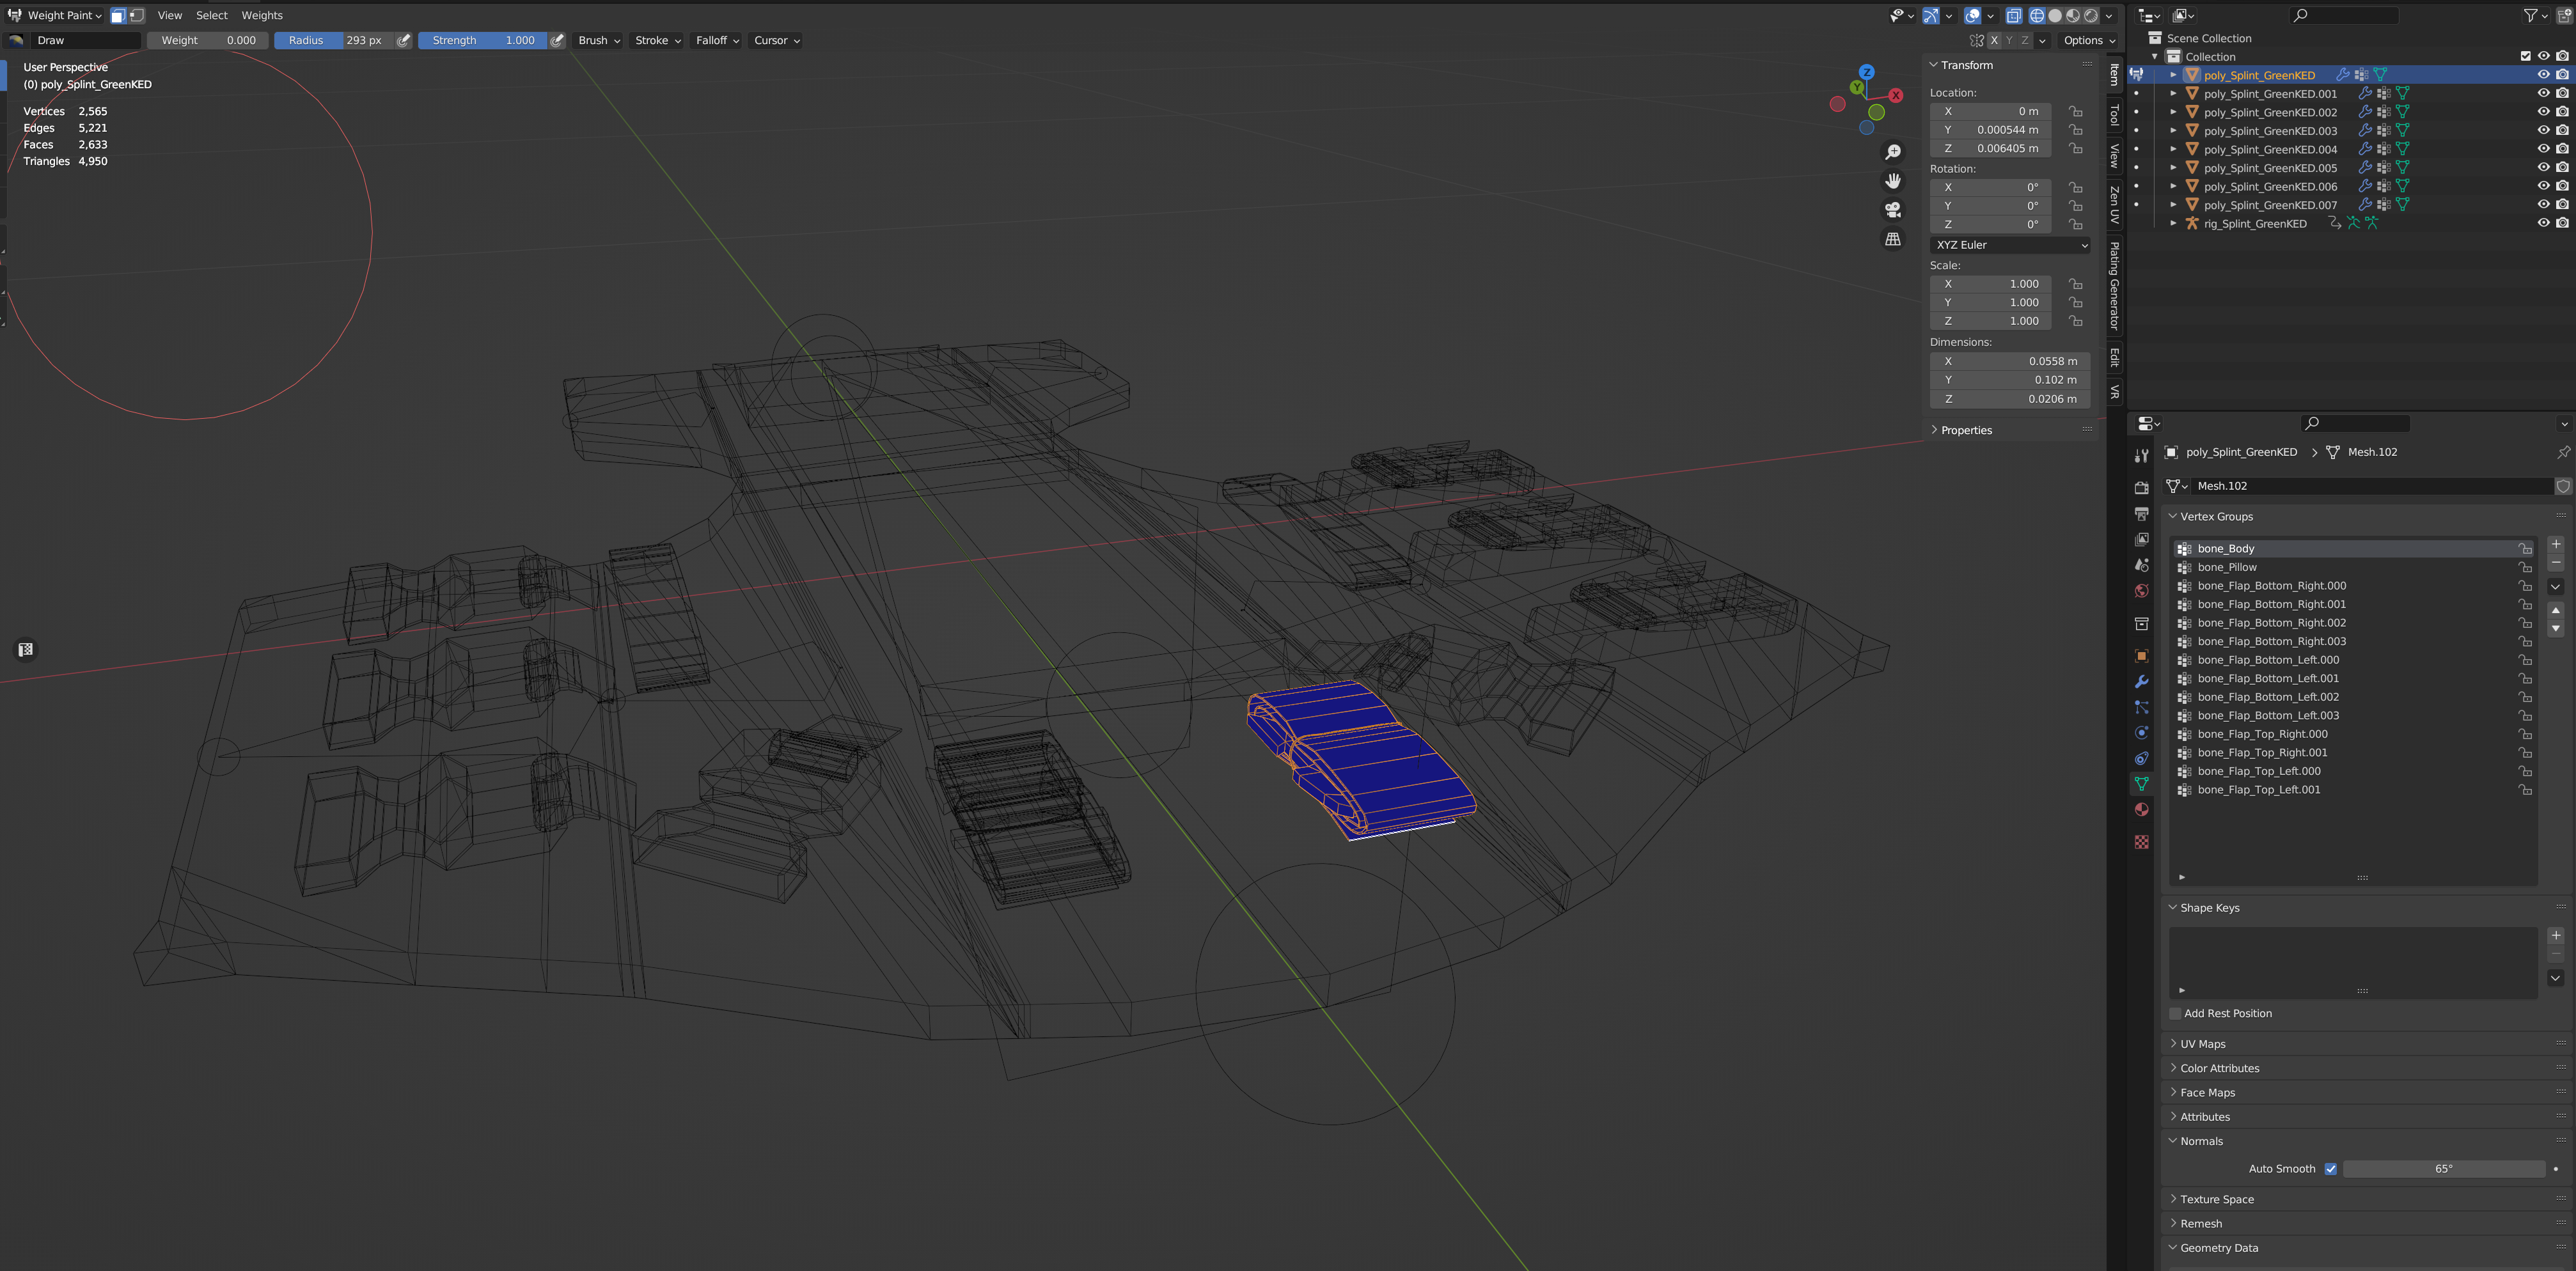 Weight Paint View Select Weights
Draw Weight 0.000 Radius 293 px Strength 1.000 Brush Stroke Falloff Cursor X Y Z Options
User Perspective
(0) poly_Splint_GreenKED
Vertices 2,565
Edges 5,221
Faces 2,633
Triangles 4,950
Z
Y
X
Transform
Location:
X 0 m
Y 0.000544 m
Z 0.006405 m
Rotation:
X 0°
Y 0°
Z 0°
XYZ Euler
Scale:
X 1.000
Y 1.000
Z 1.000
Dimensions:
X 0.0558 m
Y 0.102 m
Z 0.0206 m
Properties
Item
Tool
View
Zen UV
Plating Generator
Edit
VR
Scene Collection
Collection
poly_Splint_GreenKED
poly_Splint_GreenKED.001
poly_Splint_GreenKED.002
poly_Splint_GreenKED.003
poly_Splint_GreenKED.004
poly_Splint_GreenKED.005
poly_Splint_GreenKED.006
poly_Splint_GreenKED.007
rig_Splint_GreenKED
poly_Splint_GreenKED > Mesh.102
Mesh.102
Vertex Groups
bone_Body
bone_Pillow
bone_Flap_Bottom_Right.000
bone_Flap_Bottom_Right.001
bone_Flap_Bottom_Right.002
bone_Flap_Bottom_Right.003
bone_Flap_Bottom_Left.000
bone_Flap_Bottom_Left.001
bone_Flap_Bottom_Left.002
bone_Flap_Bottom_Left.003
bone_Flap_Top_Right.000
bone_Flap_Top_Right.001
bone_Flap_Top_Left.000
bone_Flap_Top_Left.001
Shape Keys
Add Rest Position
UV Maps
Color Attributes
Face Maps
Attributes
Normals
Auto Smooth 65°
Texture Space
Remesh
Geometry Data